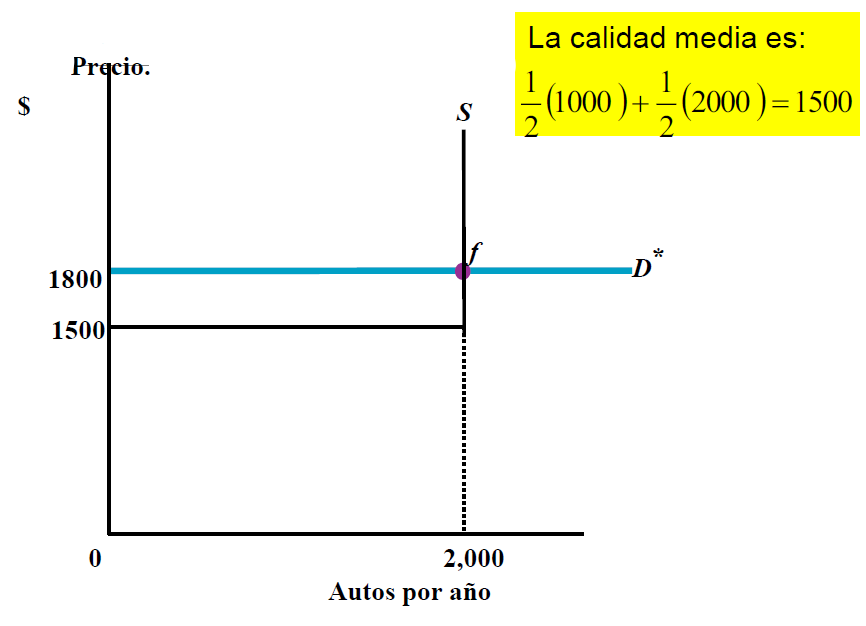 La calidad media es:
1/2 (1000) + 1/2 (2000) = 1500
Precio.
$
S
f
D*
1800
1500
0
2,000
Autos por año